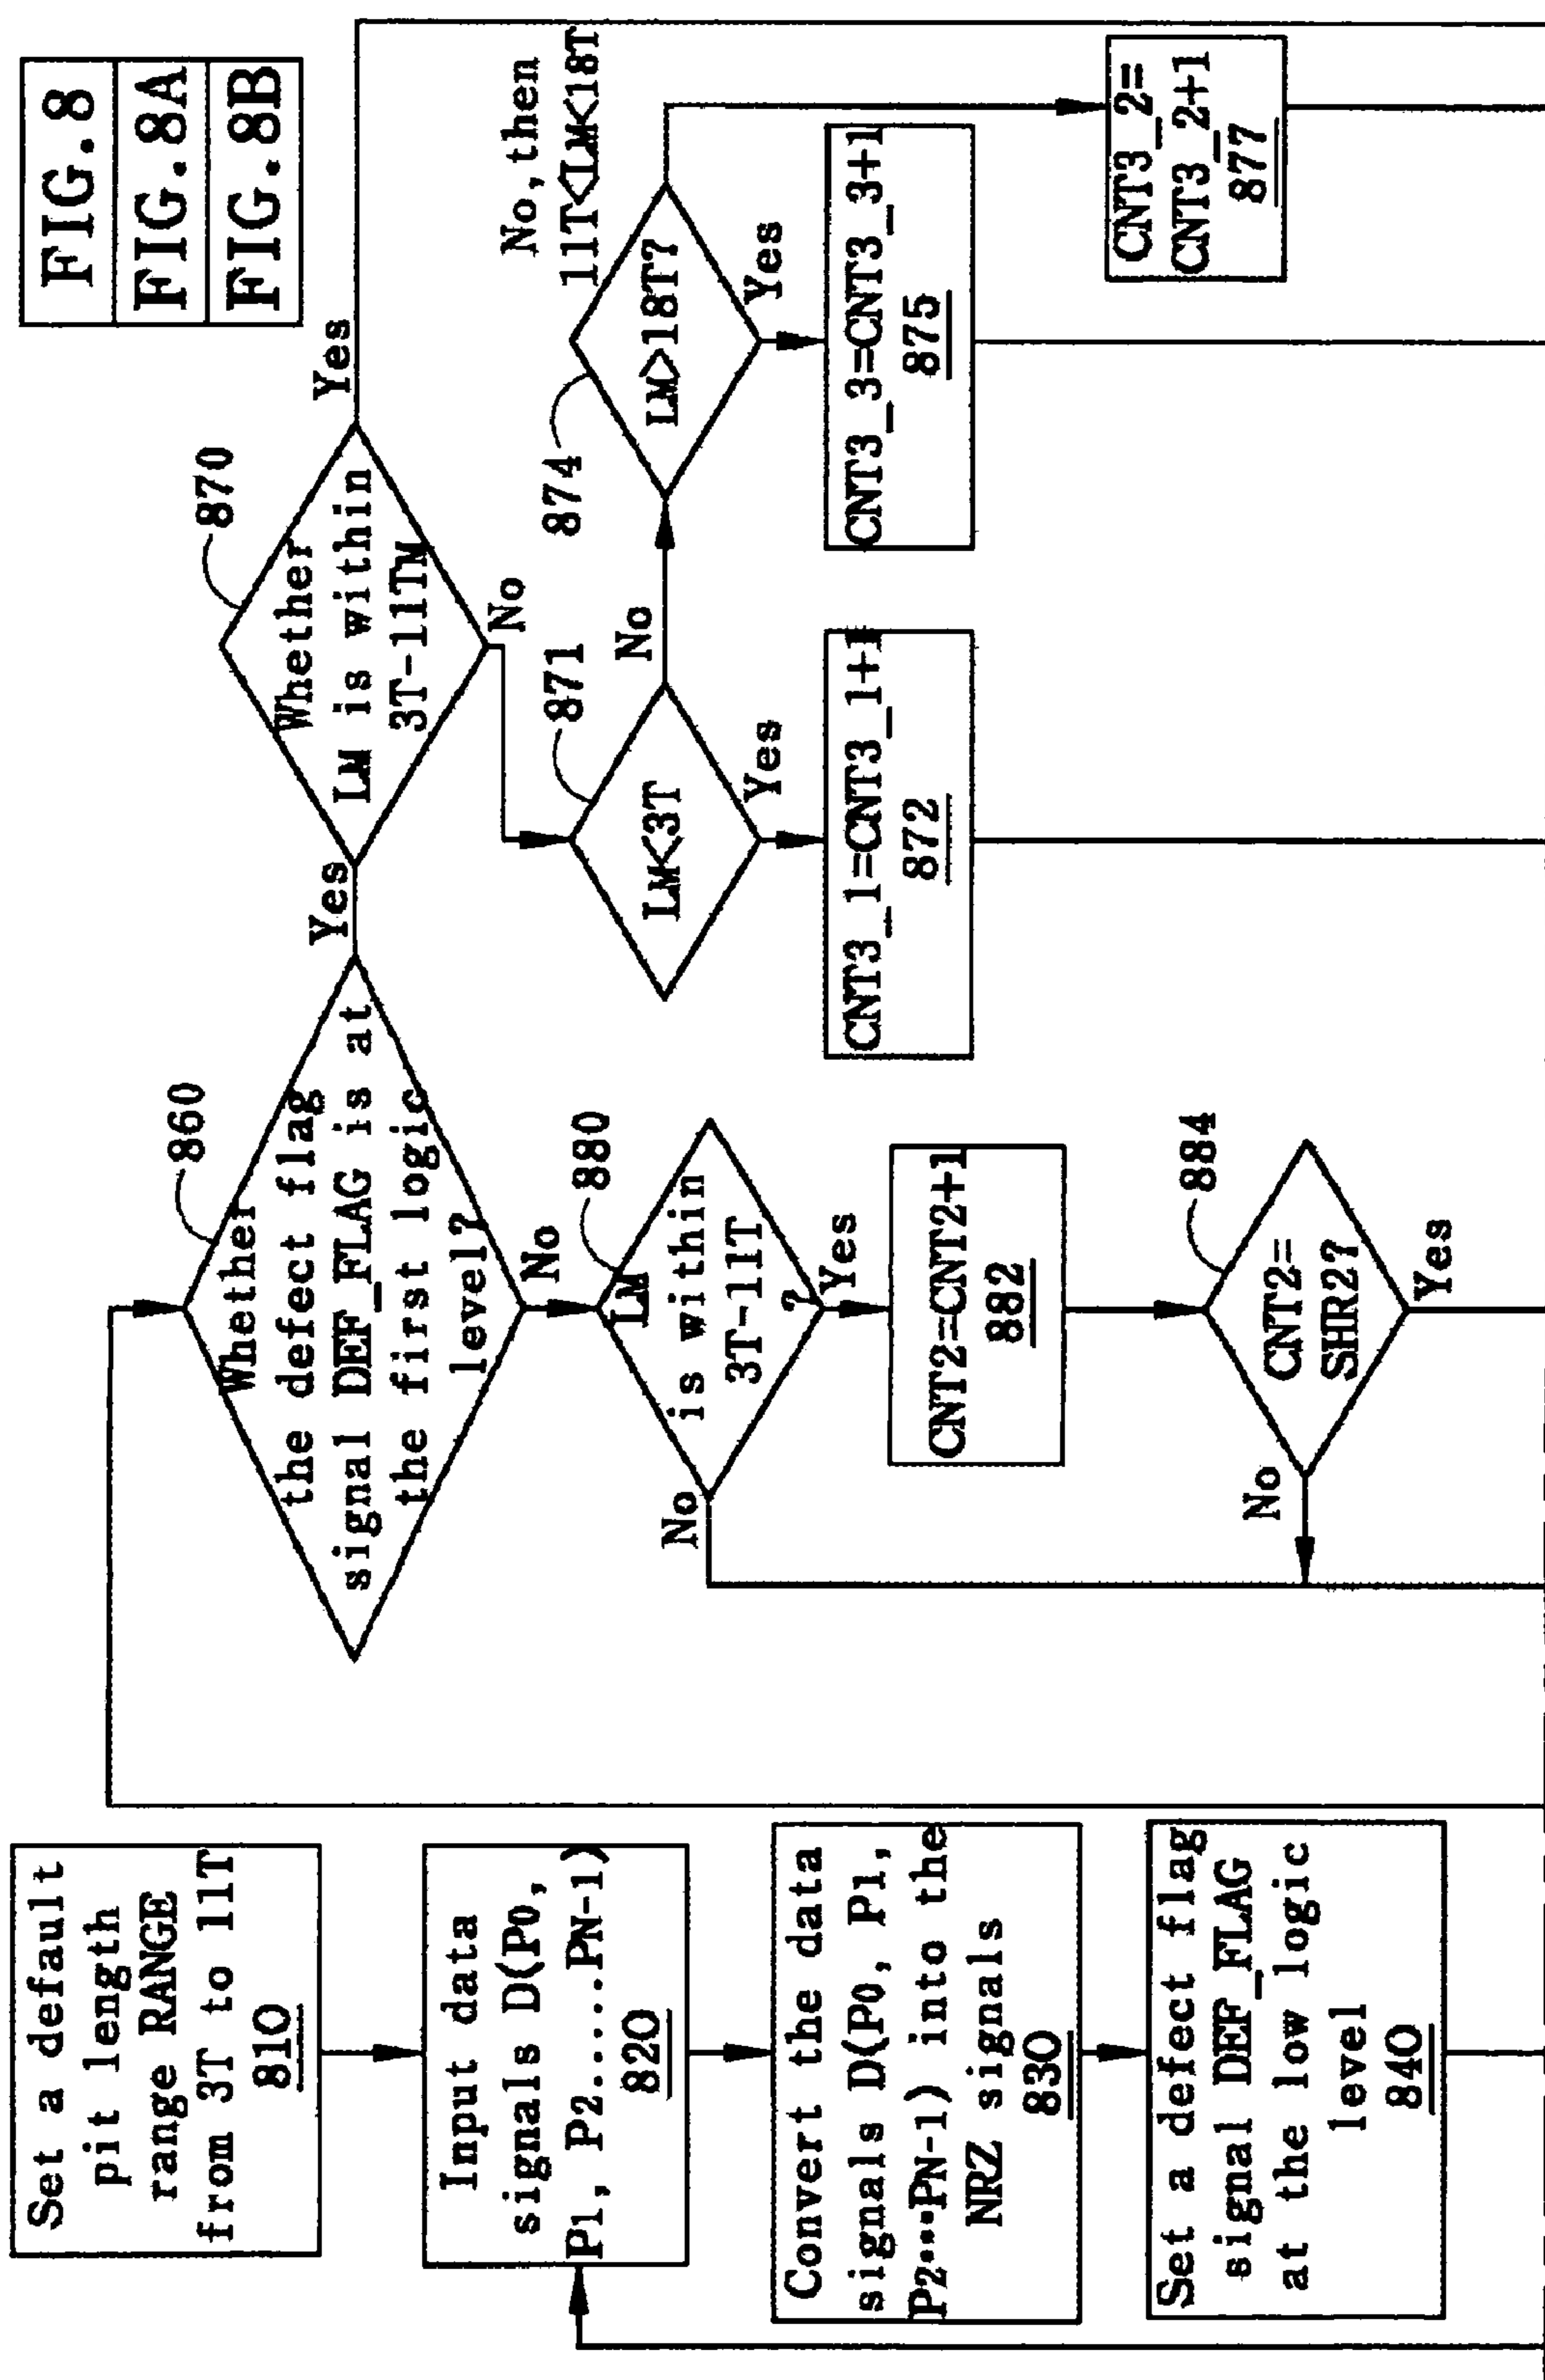 FIG.8
FIG.8A
FIG.8B
Set a default
pit length
range RANGE
from 3T to 11T
810
Input data
signals D(P0,
P1, P2......PN-1)
820
Convert the data
signals D(P0, P1,
P2•••PN-1) into the
NRZ signals
830
Set a defect flag
signal DEF_FLAG
at the low logic
level
840
860
Whether
the defect flag
signal DEF_FLAG is at
the first logic
level?
Yes
No
880
LM
is within
3T-11T
?
No
Yes
CNT2=CNT2+1
882
884
CNT2=
SHR2?
No
Yes
870
Whether
LM is within
3T-11TM
Yes
No
871
LM<3T
No
Yes
CNT3_1=CNT3_1+1
872
874
LM>18T?
No, then
11T<LM<18T
Yes
CNT3_3=CNT3_3+1
875
CNT3_2=
CNT3_2+1
877